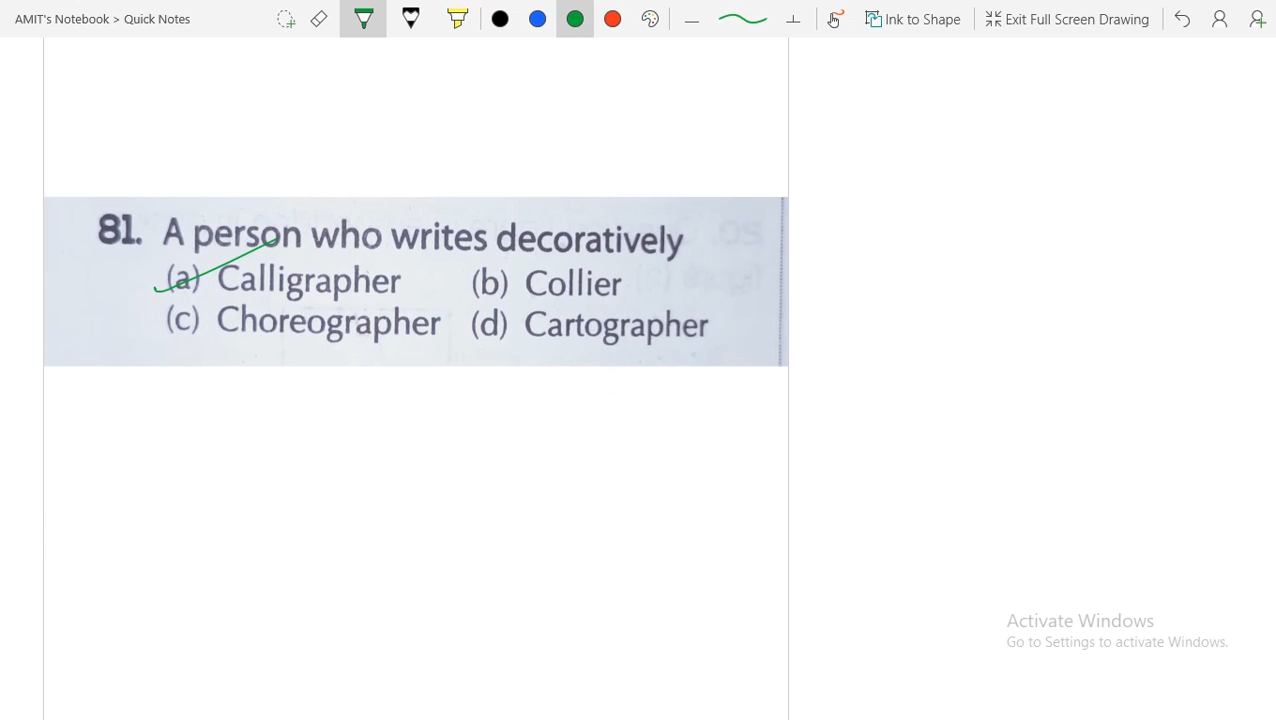 AMIT's Notebook > Quick Notes
Ink to Shape
Exit Full Screen Drawing
81. A person who writes decoratively
(a) Calligrapher (b) Collier
(c) Choreographer (d) Cartographer
Activate Windows
Go to Settings to activate Windows.